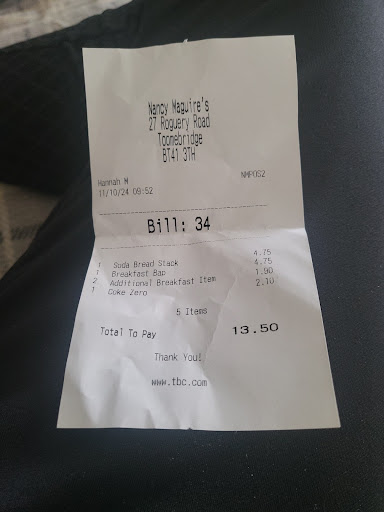 Nancy Maguire's
27 Roguery Road
Toomebridge
BT41 3TH
Hannah M NMPOS2
11/10/24 09:52
Bill: 34
1 Soda Bread Stack 4.75
1 Breakfast Bap 4.75
2 Additional Breakfast Item 1.90
1 Coke Zero 2.10
5 Items
Total To Pay 13.50
Thank You!
www.tbc.com